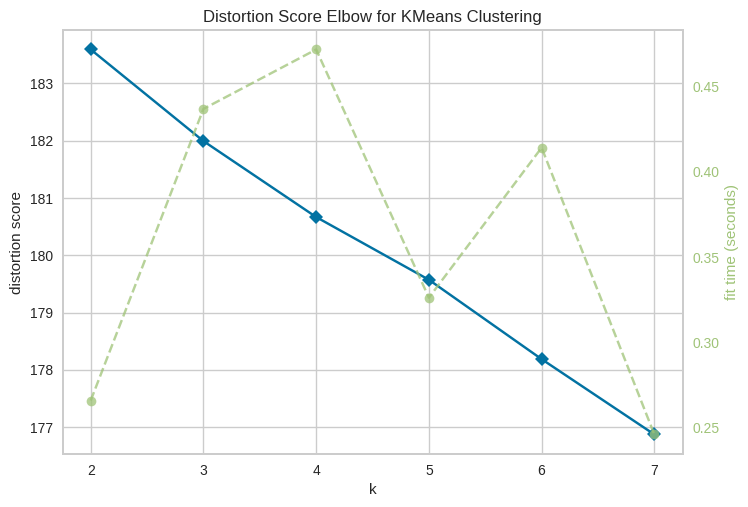 Distortion Score Elbow for KMeans Clustering
183
182
181
180
179
178
177
distortion score
0.45
0.40
0.35
0.30
0.25
fit time (seconds)
2 3 4 5 6 7
k